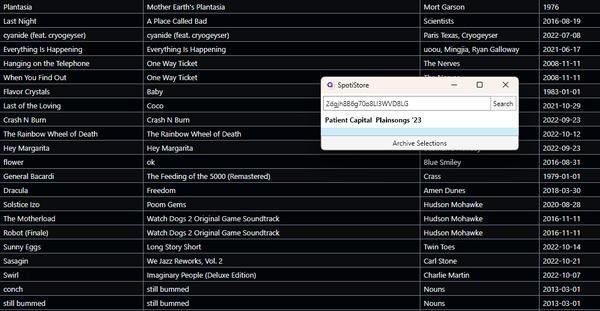 Plantasia Mother Earth's Plantasia Mort Garson 1976
Last Night A Place Called Bad Scientists 2016-08-19
cyanide (feat. cryogeyser) cyanide (feat. cryogeyser) Paris Texas, Cryogeyser 2022-07-08
Everything Is Happening Everything Is Happening uoou, Mingjia, Ryan Galloway 2021-06-17
Hanging on the Telephone One Way Ticket The Nerves 2008-11-11
When You Find Out One Way Ticket 2008-11-11
Flavor Crystals Baby 1983-01-01
Last of the Loving Coco 2021-10-29
Crash N Burn Crash N Burn 2022-09-23
The Rainbow Wheel of Death The Rainbow Wheel of Death 2022-10-12
Hey Margarita Hey Margarita 2022-09-23
flower ok Blue Smiley 2016-08-31
General Bacardi The Feeding of the 5000 (Remastered) Crass 1979-01-01
Dracula Freedom Amen Dunes 2018-03-30
Solstice Izo Poom Gems Hudson Mohawke 2020-08-28
The Motherload Watch Dogs 2 Original Game Soundtrack Hudson Mohawke 2016-11-11
Robot (Finale) Watch Dogs 2 Original Game Soundtrack Hudson Mohawke 2016-11-11
Sunny Eggs Long Story Short Twin Toes 2022-10-14
Sasagin We Jazz Reworks, Vol. 2 Carl Stone 2022-10-21
Swirl Imaginary People (Deluxe Edition) Charlie Martin 2022-10-07
conch still bummed Nouns 2013-03-01
still bummed still bummed Nouns 2013-03-01
SpotiStore
Search
Patient Capital Plainsongs '23
Archive Selections